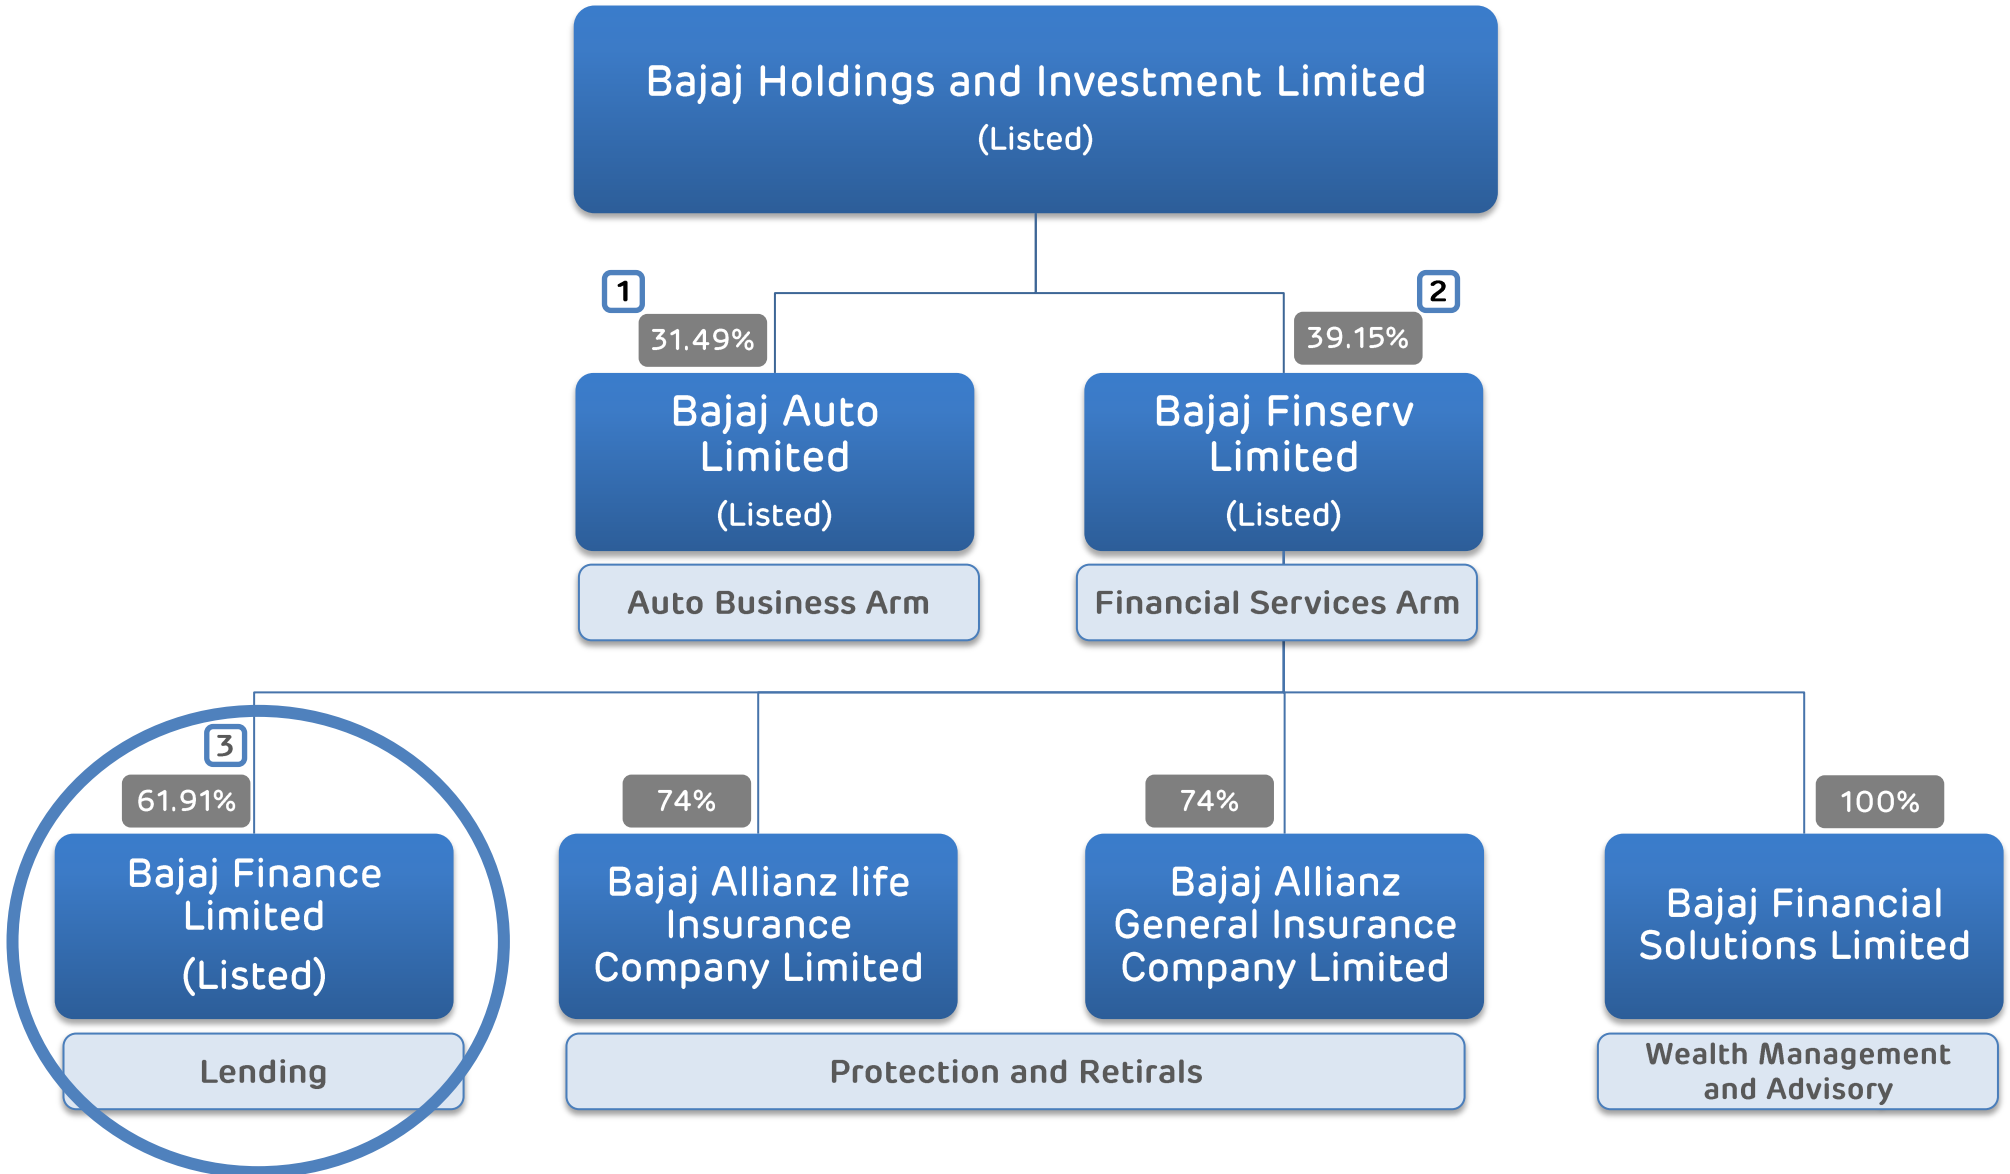 Bajaj Holdings and Investment Limited
(Listed)
1
2
31.49%
39.15%
Bajaj Auto
Limited
(Listed)
Bajaj Finserv
Limited
(Listed)
Auto Business Arm
Financial Services Arm
3
61.91%
74%
74%
100%
Bajaj Finance
Limited
(Listed)
Bajaj Allianz life
Insurance
Company Limited
Bajaj Allianz
General Insurance
Company Limited
Bajaj Financial
Solutions Limited
Lending
Protection and Retirals
Wealth Management
and Advisory